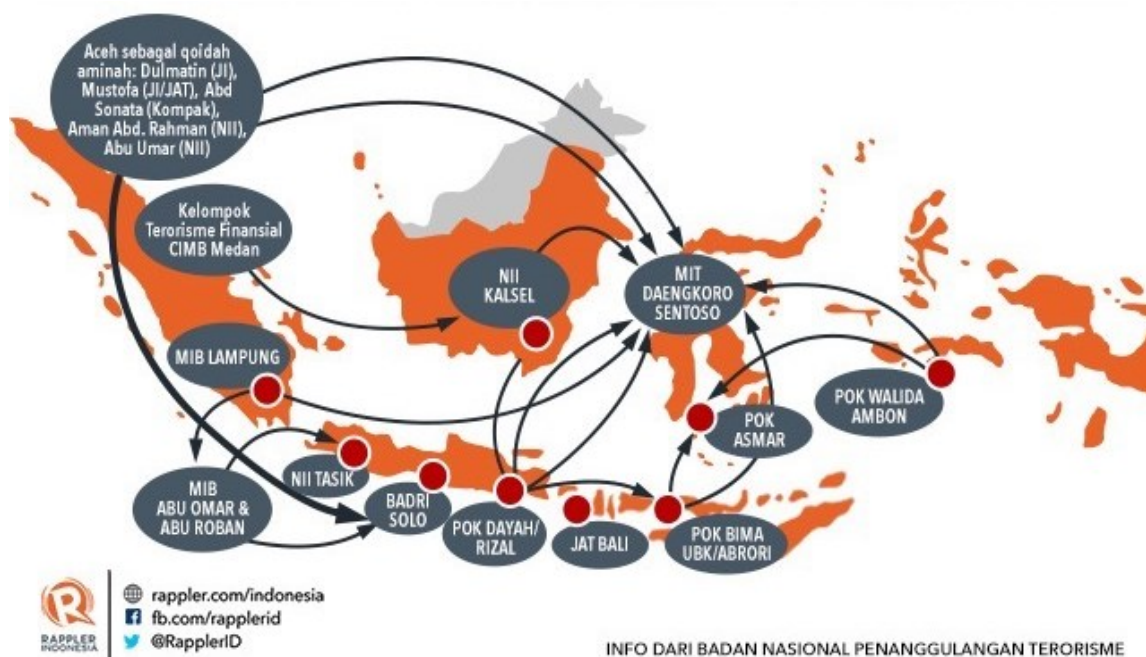 Aceh sebagal qoidah
aminah: Dulmatin (JI),
Mustofa (JI/JAT), Abd
Sonata (Kompak),
Aman Abd. Rahman (NII),
Abu Umar (NII)
Kelompok
Terorisme Finansial
CIMB Medan
NII
KALSEL
MIT
DAENGKORO
SENTOSO
MIB LAMPUNG
POK WALIDA
AMBON
POK
ASMAR
NII TASIK
MIB
ABU OMAR &
ABU ROBAN
BADRI
SOLO
POK DAYAH/
RIZAL
JAT BALI
POK BIMA
UBK/ABRORI
R
RAPPLER
INDONESIA
rappler.com/indonesia
fb.com/rapplerid
@RapplerID
INFO DARI BADAN NASIONAL PENANGGULANGAN TERORISME